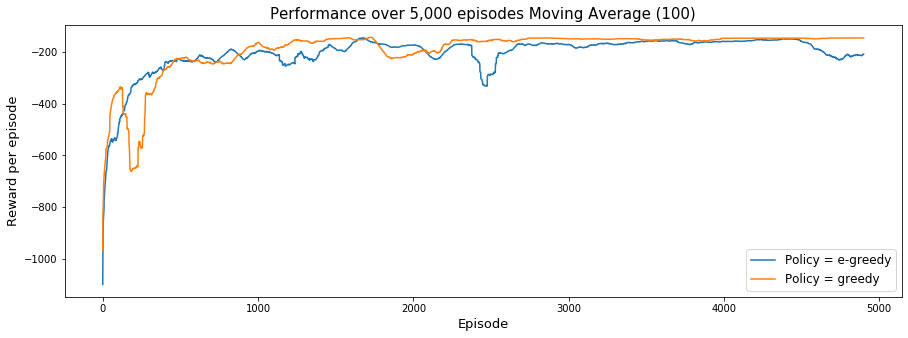 Performance over 5,000 episodes Moving Average (100)
Reward per episode
−200
−400
−600
−800
−1000
0
1000
2000
3000
4000
5000
Episode
Policy = e-greedy
Policy = greedy